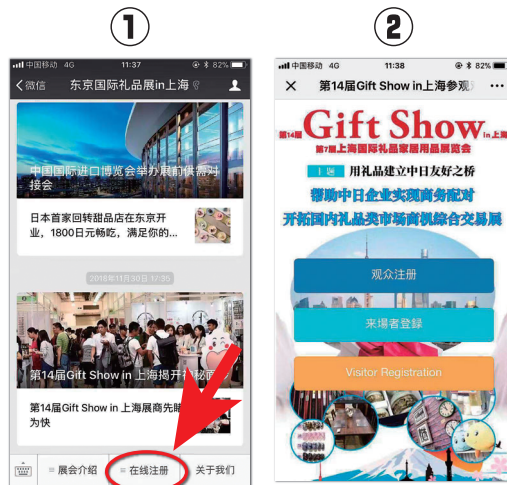 ①
中国移动 4G 11:37 82%
微信 东京国际礼品展in上海
中国国际进口博览会举办展前供需对
接会
日本首家回转甜品店在东京开
业，1800日元畅吃，满足你的...
2018年11月30日 17:35
第14届Gift Show in 上海揭开神秘面
第14届Gift Show in 上海展商先睹
为快
展会介绍 在线注册 关于我们
②
中国移动 4G 11:38 82%
第14届Gift Show in上海参观
第14届 Gift Show in 上海
第7届上海国际礼品家居用品展览会
主题 用礼品建立中日友好之桥
帮助中日企业实现商务配对
开拓国内礼品类市场商机综合交易展
观众注册
来場者登録
Visitor Registration